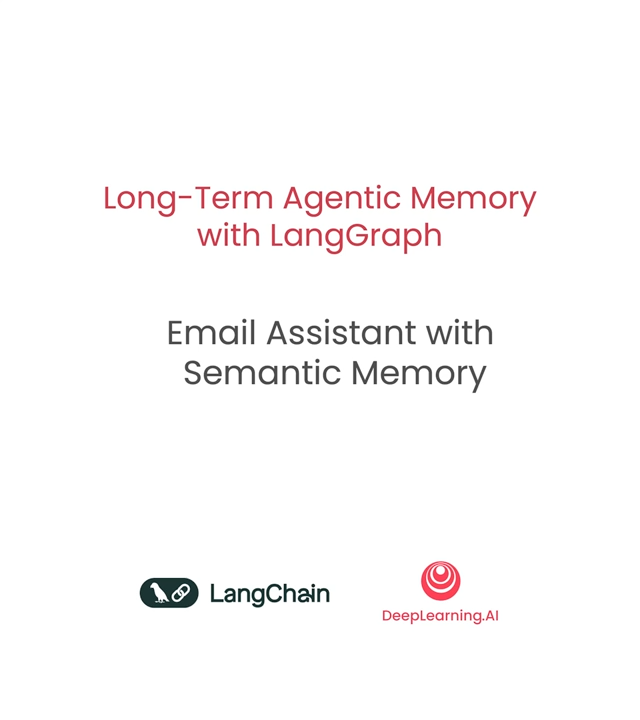 Long-Term Agentic Memory
with LangGraph
Email Assistant with
Semantic Memory
LangChain
DeepLearning.AI